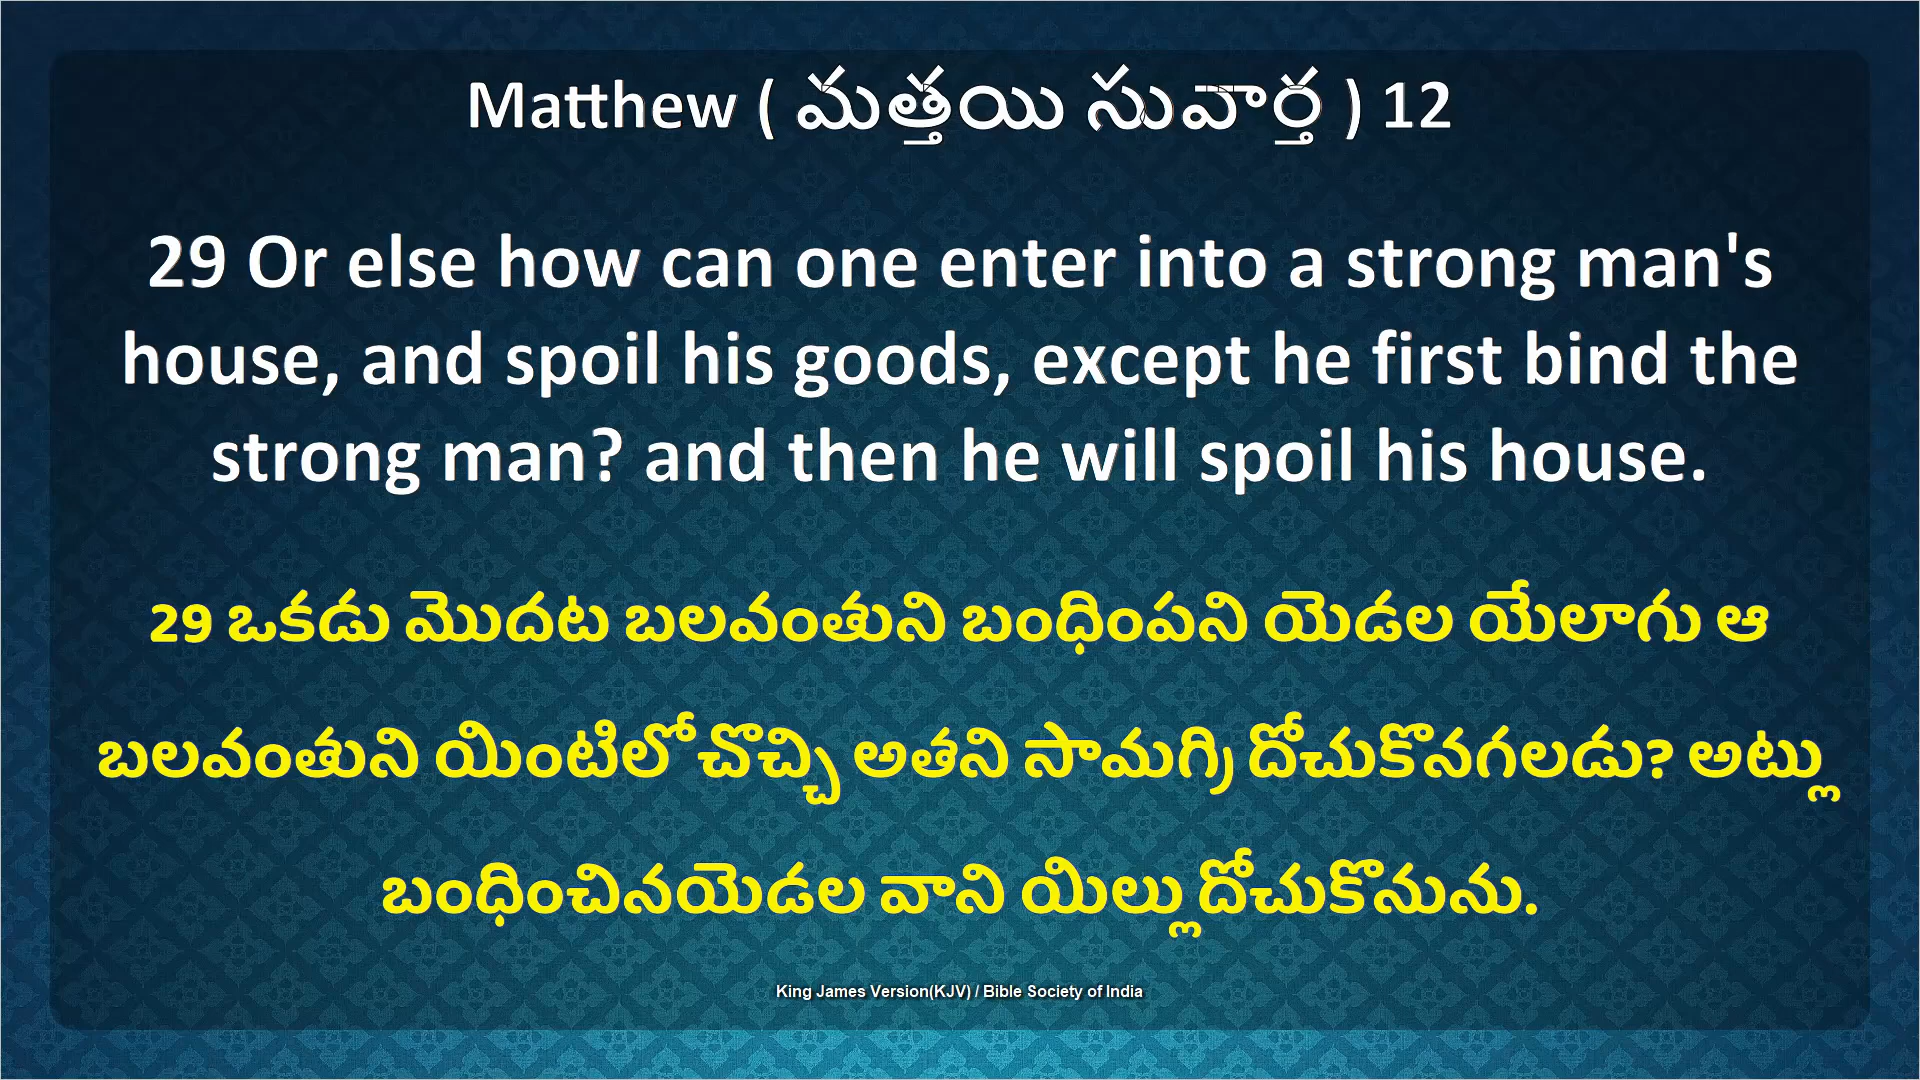 Matthew ( మత్తయి సువార్త ) 12
29 Or else how can one enter into a strong man's
house, and spoil his goods, except he first bind the
strong man? and then he will spoil his house.
29 ఒకడు మొదట బలవంతుని బంధింపని యెడల యేలాగు ఆ
బలవంతుని యింటిలో చొచ్చి అతని సామగ్రి దోచుకొనగలడు? అట్లు
బంధించినయెడల వాని యిల్లు దోచుకొనును.
King James Version(KJV) / Bible Society of India